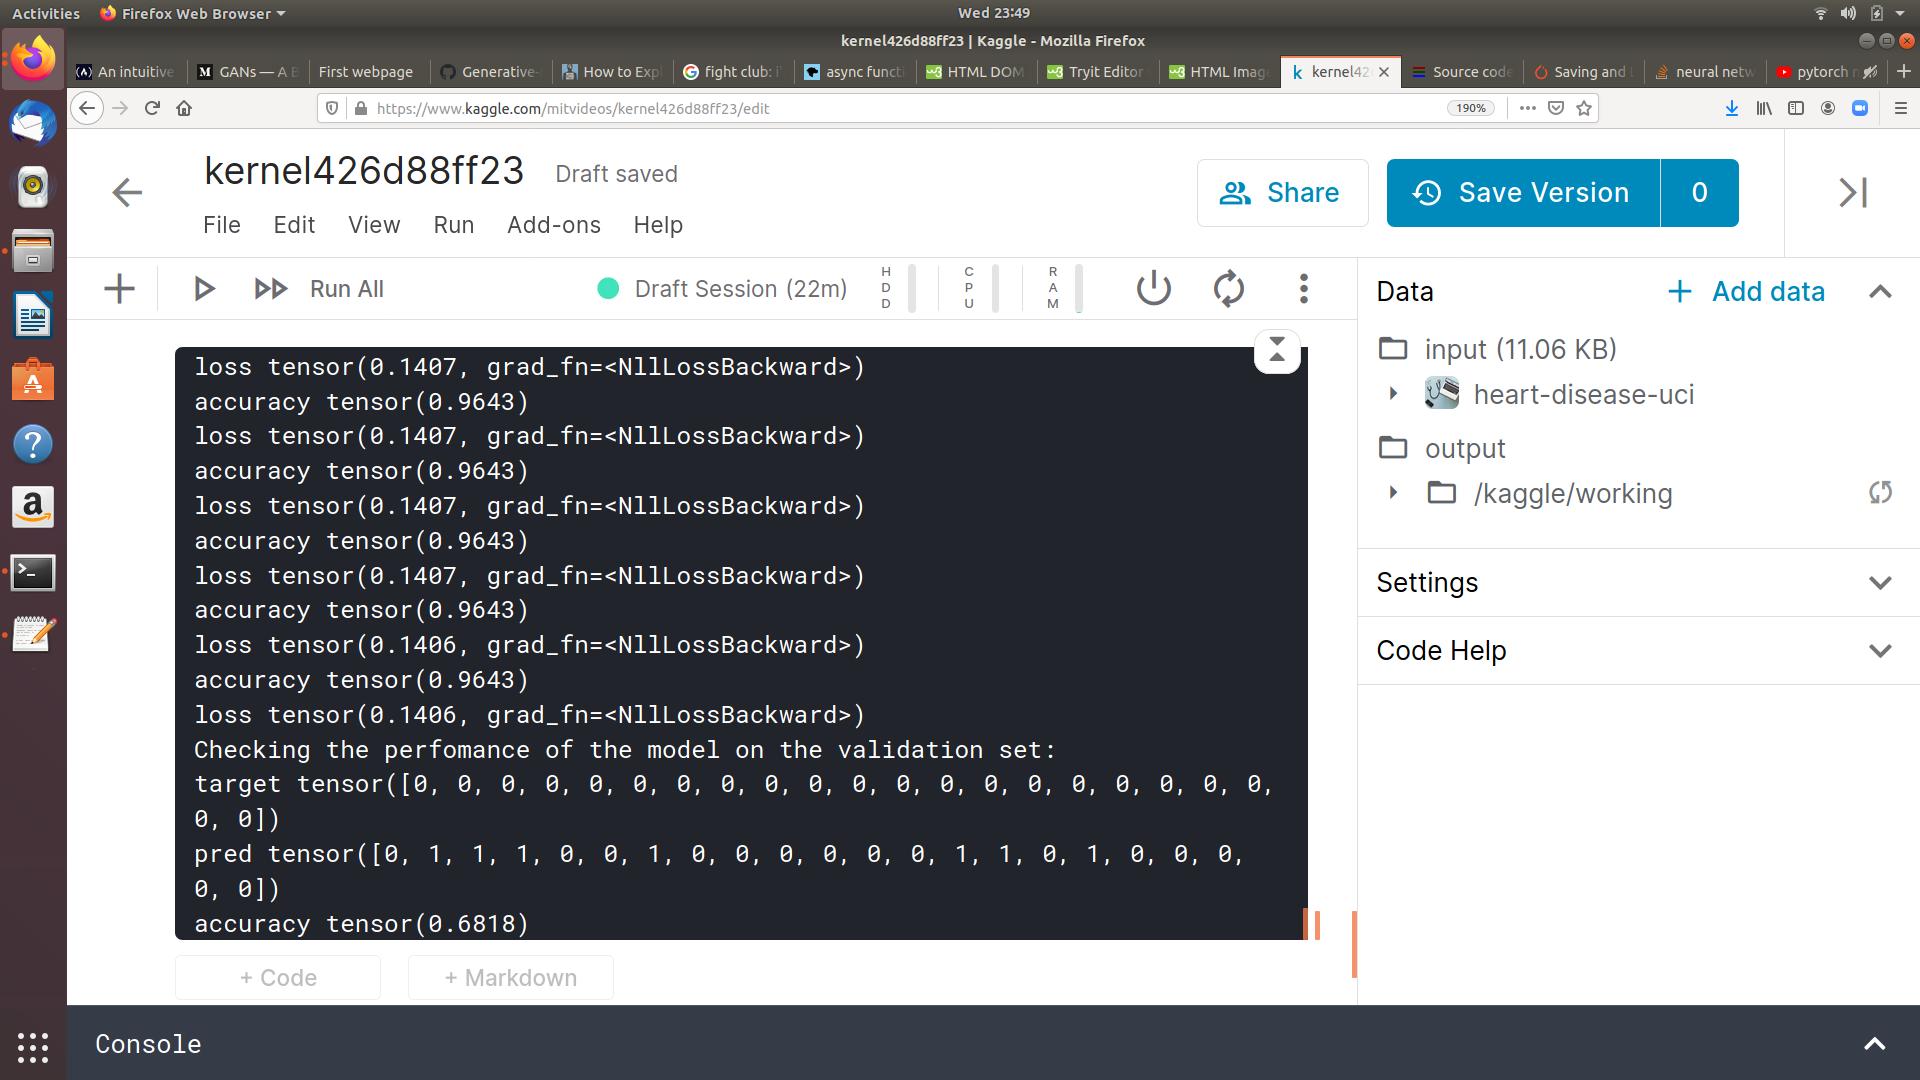 Activities
Firefox Web Browser
Wed 23:49
kernel426d88ff23 | Kaggle - Mozilla Firefox
An intuitive
GANs — A B
First webpage
Generative-
How to Expl
fight club: i
async functi
HTML DOM
Tryit Editor
HTML Imag
kernel42
Source code
Saving and L
neural netw
pytorch n
https://www.kaggle.com/mitvideos/kernel426d88ff23/edit
190%
kernel426d88ff23
Draft saved
File Edit View Run Add-ons Help
Share
Save Version
0
Run All
Draft Session (22m)
HDD
CPU
RAM
loss tensor(0.1407, grad_fn=<NllLossBackward>)
accuracy tensor(0.9643)
loss tensor(0.1407, grad_fn=<NllLossBackward>)
accuracy tensor(0.9643)
loss tensor(0.1407, grad_fn=<NllLossBackward>)
accuracy tensor(0.9643)
loss tensor(0.1407, grad_fn=<NllLossBackward>)
accuracy tensor(0.9643)
loss tensor(0.1406, grad_fn=<NllLossBackward>)
accuracy tensor(0.9643)
loss tensor(0.1406, grad_fn=<NllLossBackward>)
Checking the perfomance of the model on the validation set:
target tensor([0, 0, 0, 0, 0, 0, 0, 0, 0, 0, 0, 0, 0, 0, 0, 0, 0, 0, 0, 0,
0, 0])
pred tensor([0, 1, 1, 1, 0, 0, 1, 0, 0, 0, 0, 0, 0, 1, 1, 0, 1, 0, 0, 0,
0, 0])
accuracy tensor(0.6818)
+ Code
+ Markdown
Data
+ Add data
input (11.06 KB)
heart-disease-uci
output
/kaggle/working
Settings
Code Help
Console